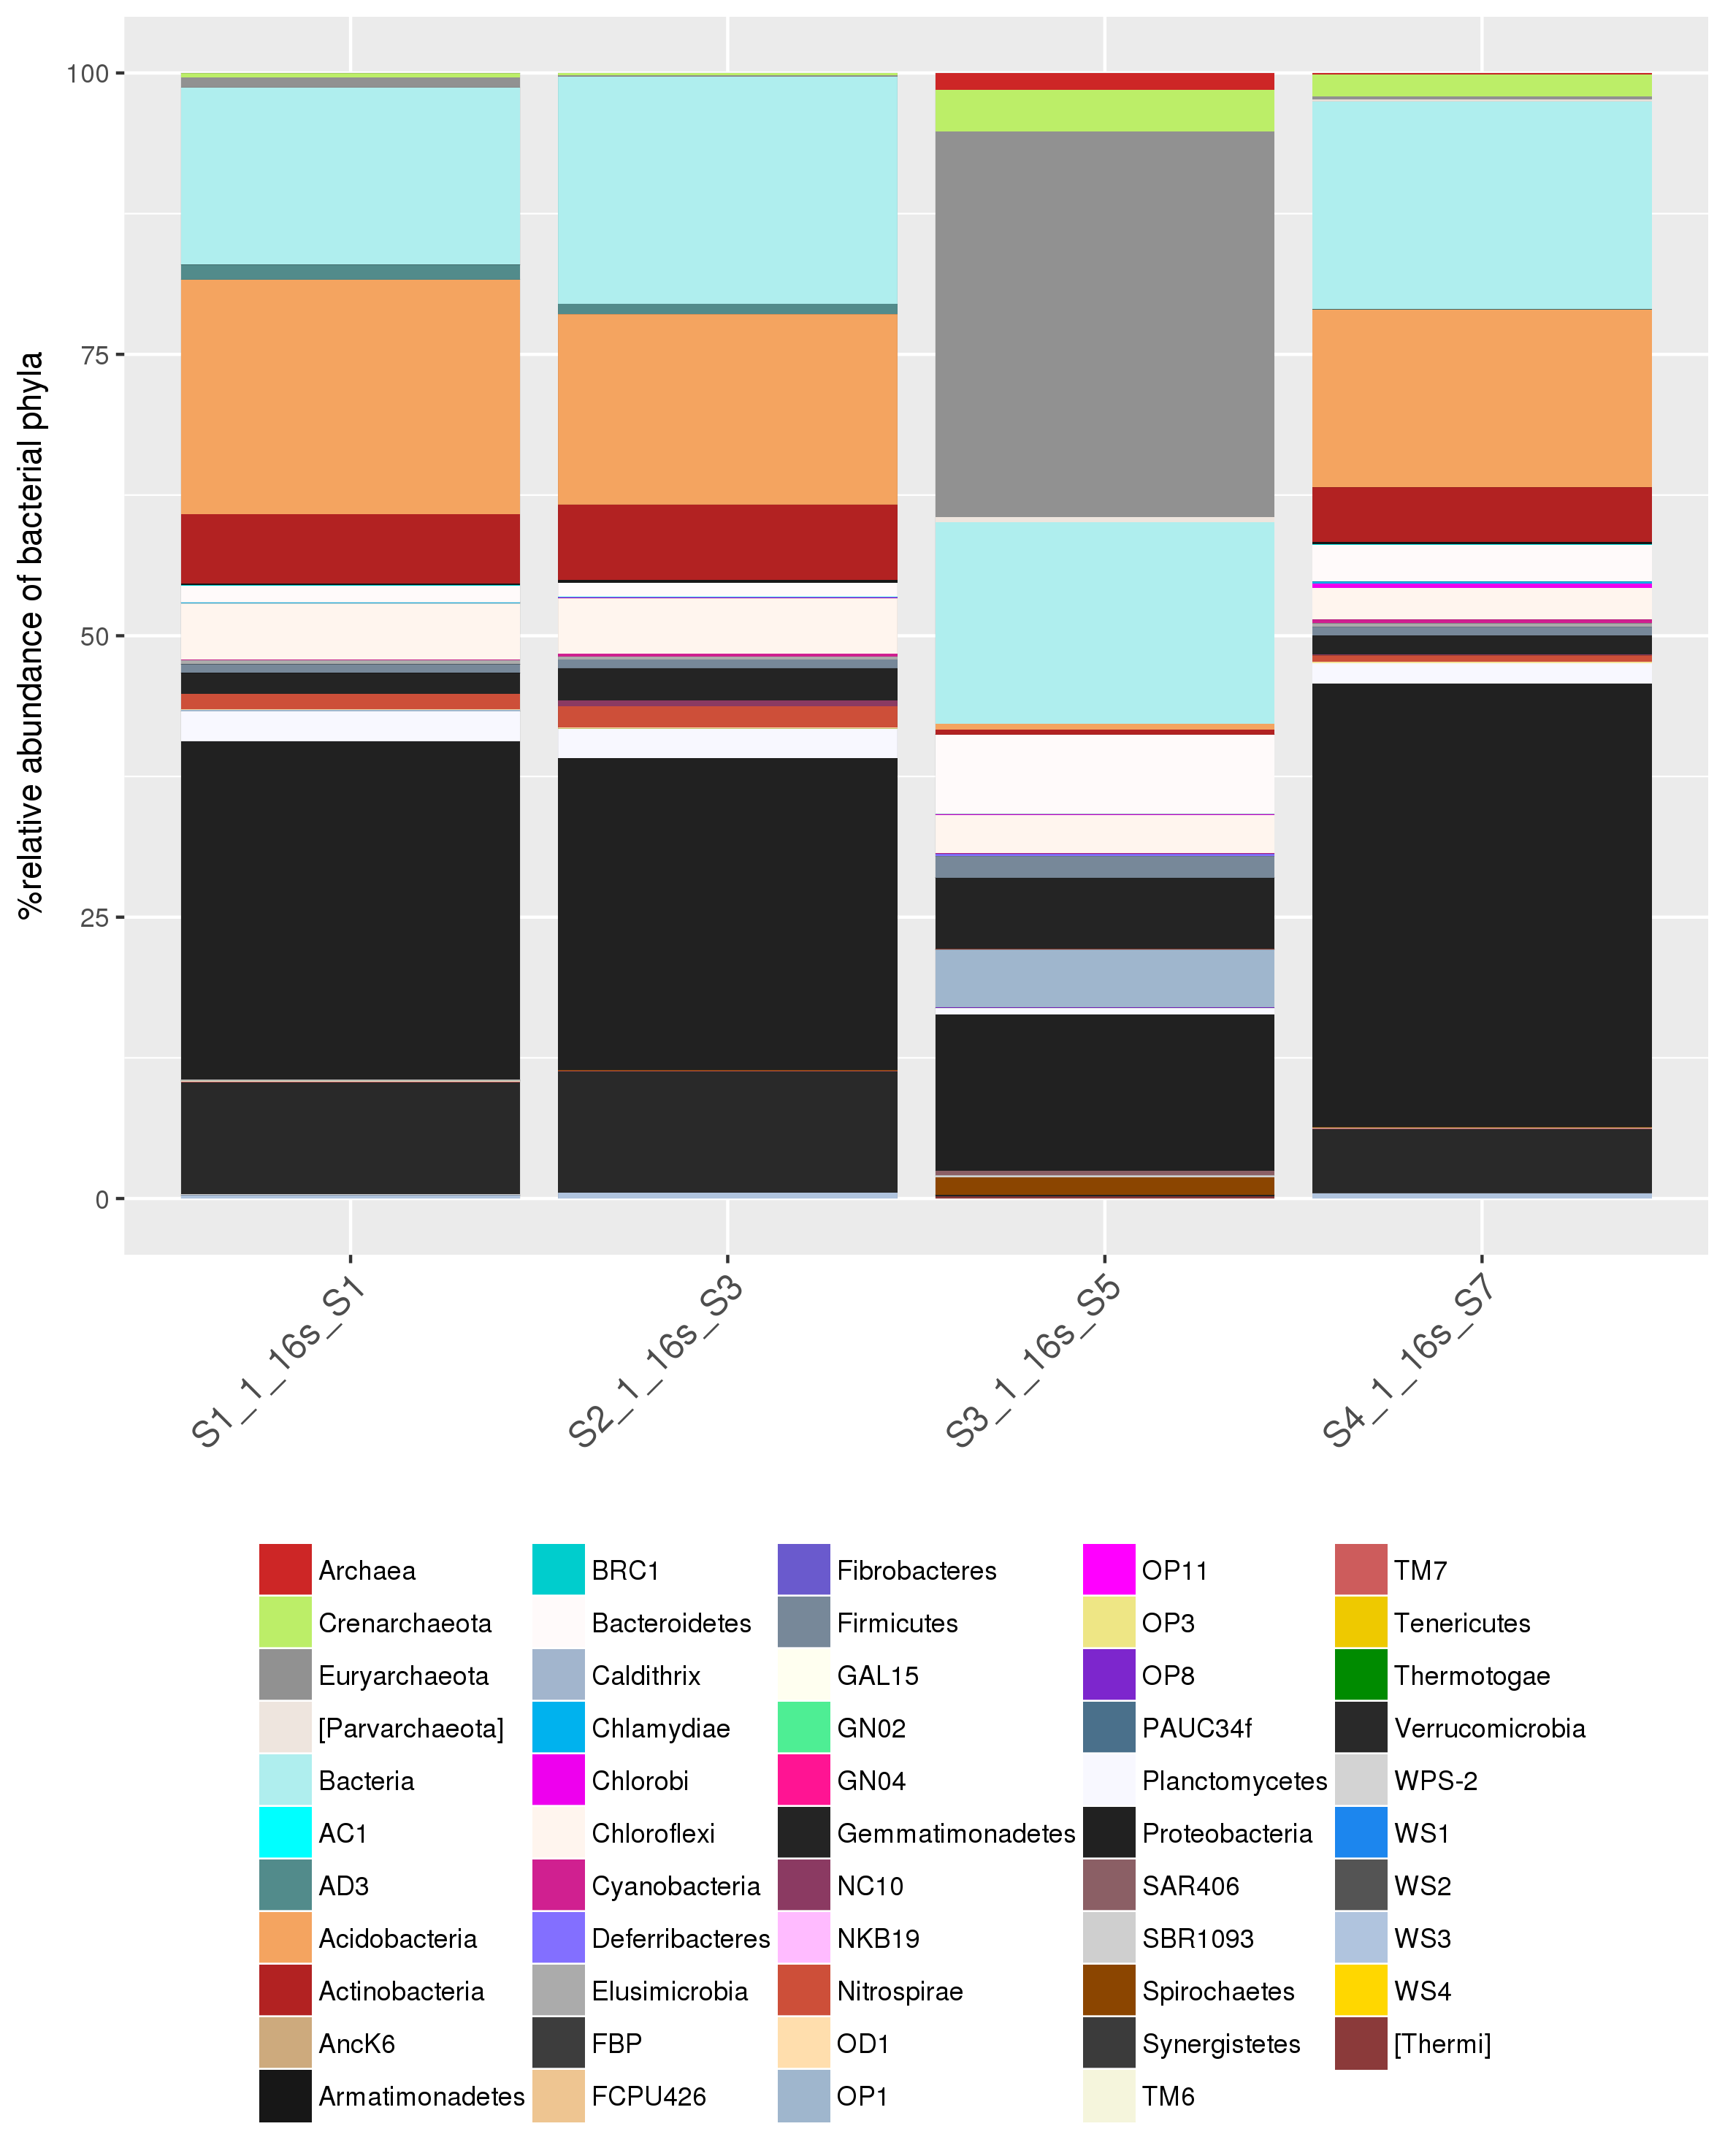 %relative abundance of bacterial phyla
100
75
50
25
0
S1_1_16s_S1
S2_1_16s_S3
S3_1_16s_S5
S4_1_16s_S7
Archaea
Crenarchaeota
Euryarchaeota
[Parvarchaeota]
Bacteria
AC1
AD3
Acidobacteria
Actinobacteria
AncK6
Armatimonadetes
BRC1
Bacteroidetes
Caldithrix
Chlamydiae
Chlorobi
Chloroflexi
Cyanobacteria
Deferribacteres
Elusimicrobia
FBP
FCPU426
Fibrobacteres
Firmicutes
GAL15
GN02
GN04
Gemmatimonadetes
NC10
NKB19
Nitrospirae
OD1
OP1
OP11
OP3
OP8
PAUC34f
Planctomycetes
Proteobacteria
SAR406
SBR1093
Spirochaetes
Synergistetes
TM6
TM7
Tenericutes
Thermotogae
Verrucomicrobia
WPS-2
WS1
WS2
WS3
WS4
[Thermi]